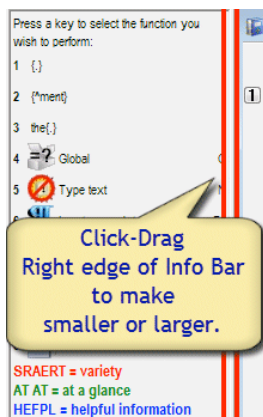 Press a key to select the function you
wish to perform:
1 {.}
2 {^ment}
3 the{.}
4 =? Global
5 Type text
1
Click-Drag
Right edge of Info Bar
to make
smaller or larger.
SRAERT = variety
AT AT = at a glance
HEFPL = helpful information